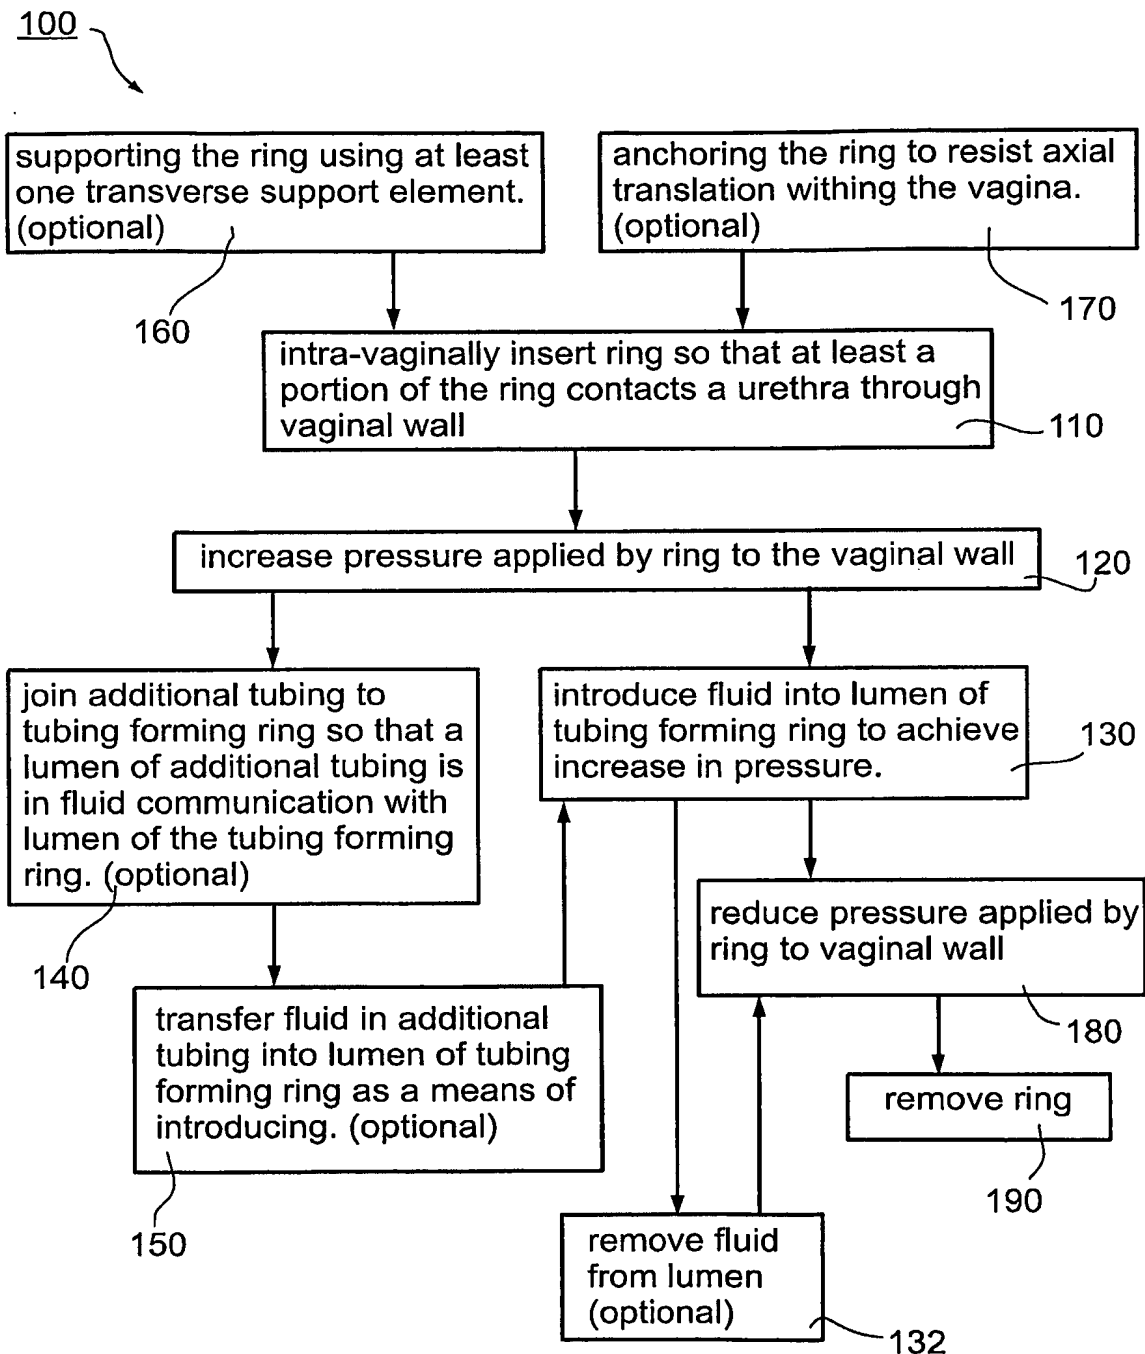 100
supporting the ring using at least
one transverse support element.
(optional)
160
anchoring the ring to resist axial
translation withing the vagina.
(optional)
170
intra-vaginally insert ring so that at least a
portion of the ring contacts a urethra through
vaginal wall
110
increase pressure applied by ring to the vaginal wall
120
join additional tubing to
tubing forming ring so that a
lumen of additional tubing is
in fluid communication with
lumen of the tubing forming
ring. (optional)
140
introduce fluid into lumen of
tubing forming ring to achieve
increase in pressure.
130
transfer fluid in additional
tubing into lumen of tubing
forming ring as a means of
introducing. (optional)
150
reduce pressure applied by
ring to vaginal wall
180
remove ring
190
remove fluid
from lumen
(optional)
132